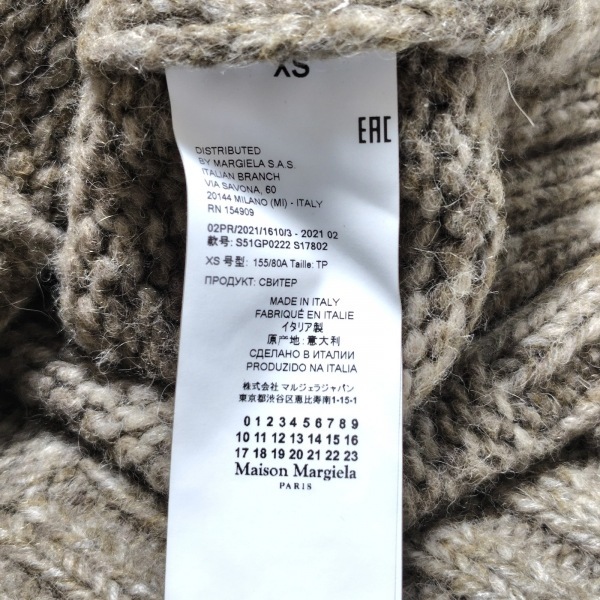 XS
EAC
DISTRIBUTED
BY MARGIELA S.A.S.
ITALIAN BRANCH
VIA SAVONA, 60
20144 MILANO (MI) - ITALY
RN 154909
02PR/2021/1610/3 - 2021 02
款号: S51GP0222 S17802
XS 号型: 155/80A Taille: TP
ПРОДУКТ: СВИТЕР
MADE IN ITALY
FABRIQUÉ EN ITALIE
イタリア製
原产地: 意大利
СДЕЛАНО В ИТАЛИИ
PRODUZIDO NA ITALIA
株式会社 マルジェラジャパン
東京都渋谷区恵比寿南1-15-1
0 1 2 3 4 5 6 7 8 9
10 11 12 13 14 15 16
17 18 19 20 21 22 23
Maison Margiela
PARIS